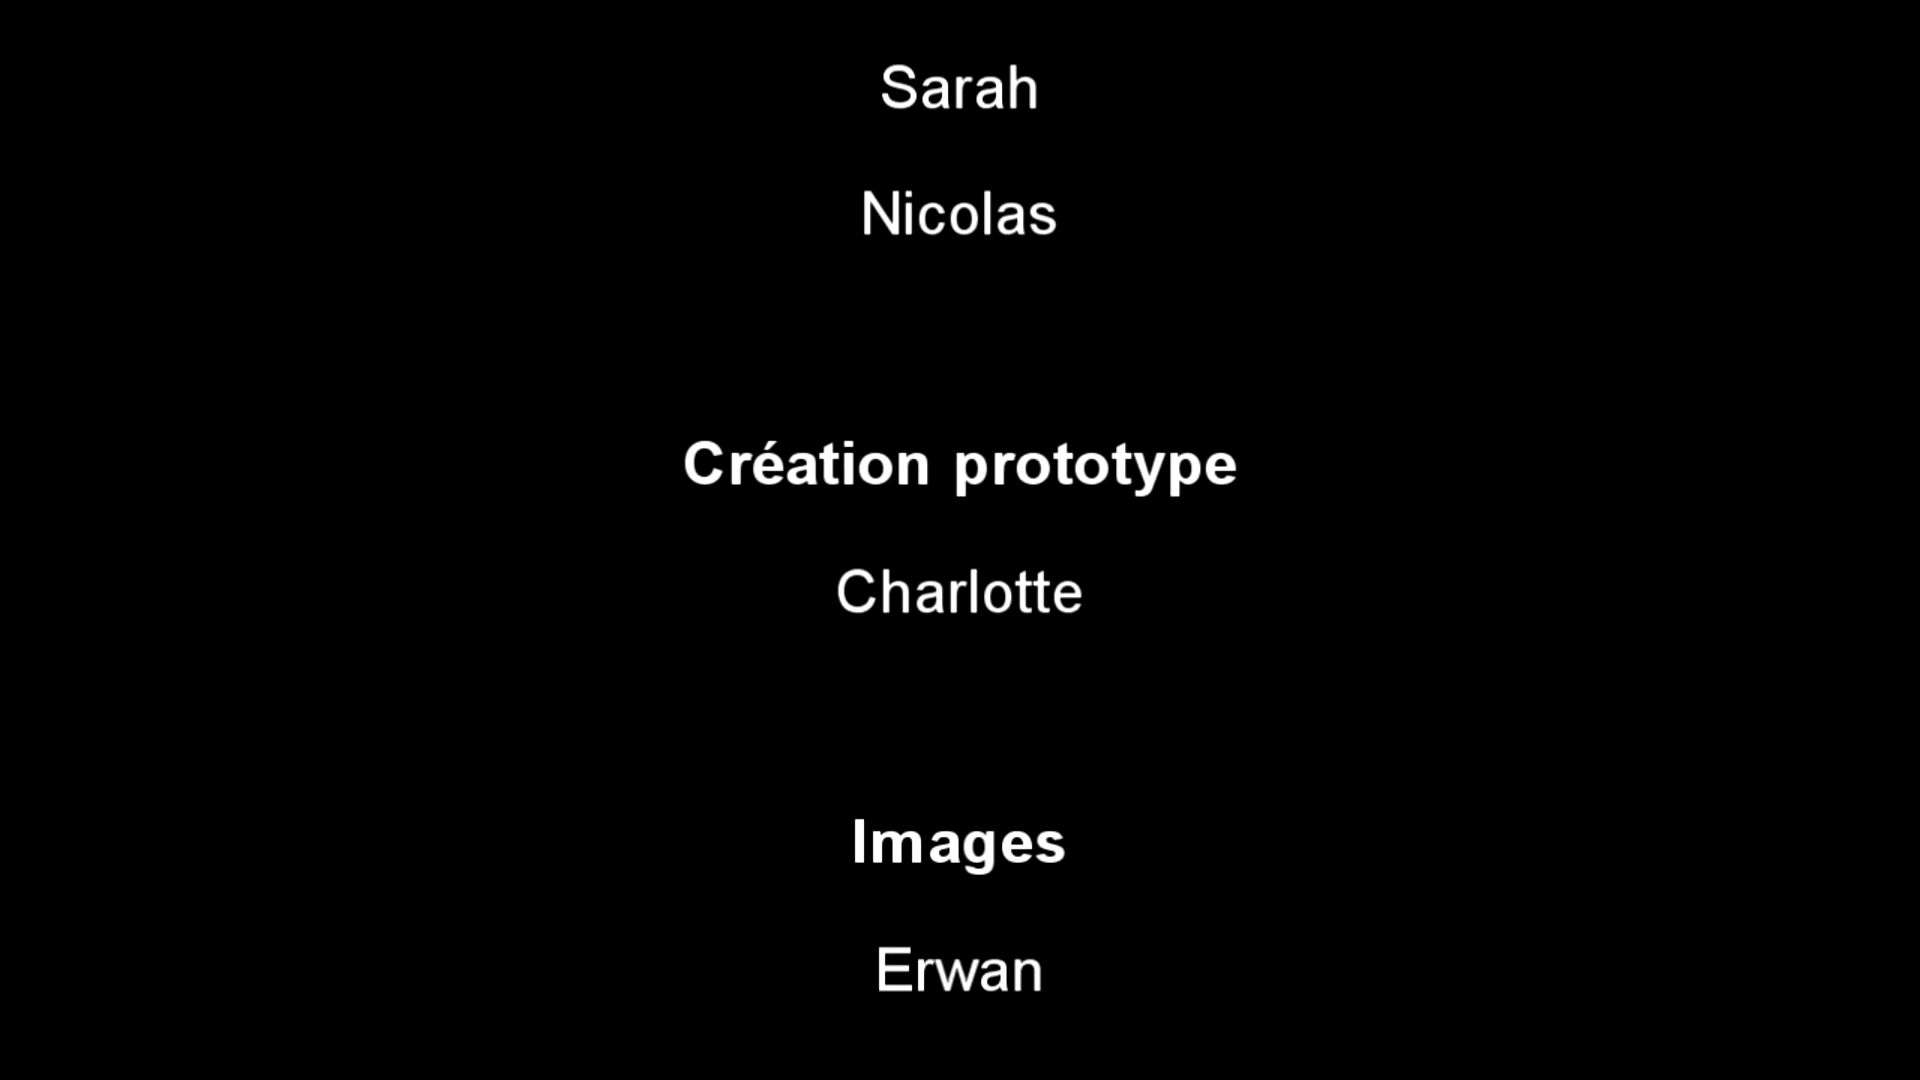 Sarah
Nicolas
Création prototype
Charlotte
Images
Erwan